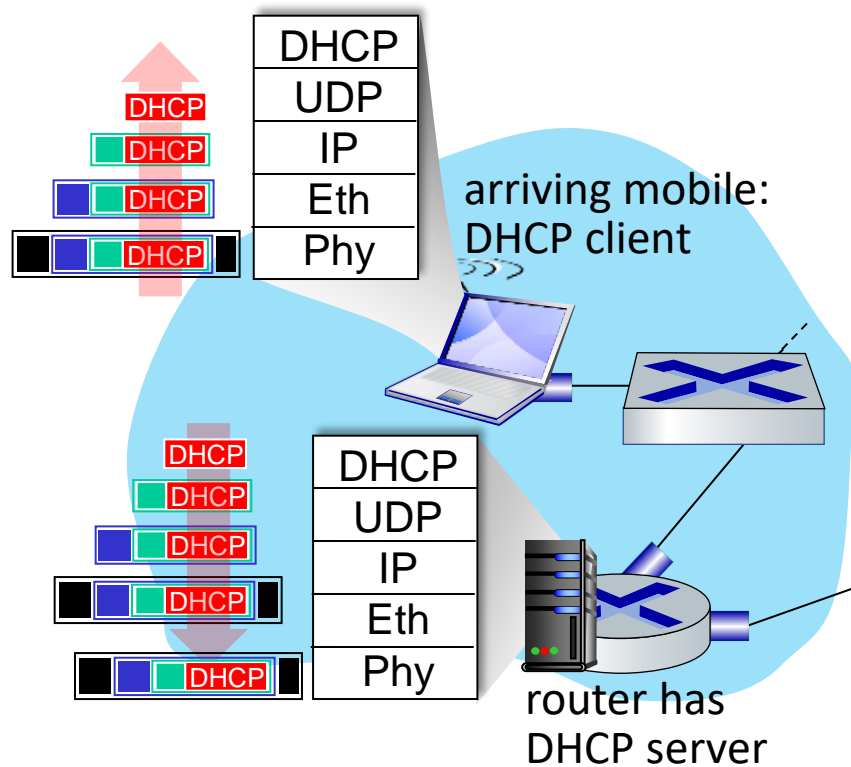 DHCP
UDP
IP
Eth
Phy
DHCP
DHCP
DHCP
DHCP
arriving mobile:
DHCP client
DHCP
UDP
IP
Eth
Phy
DHCP
DHCP
DHCP
DHCP
DHCP
router has
DHCP server